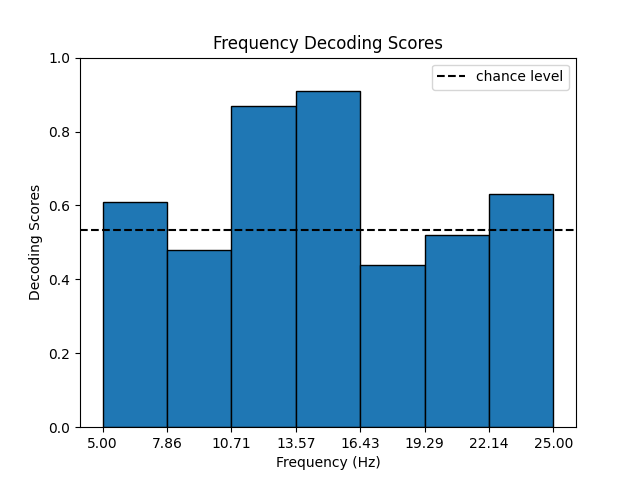 Frequency Decoding Scores
chance level
Decoding Scores
1.0
0.8
0.6
0.4
0.2
0.0
5.00 7.86 10.71 13.57 16.43 19.29 22.14 25.00
Frequency (Hz)